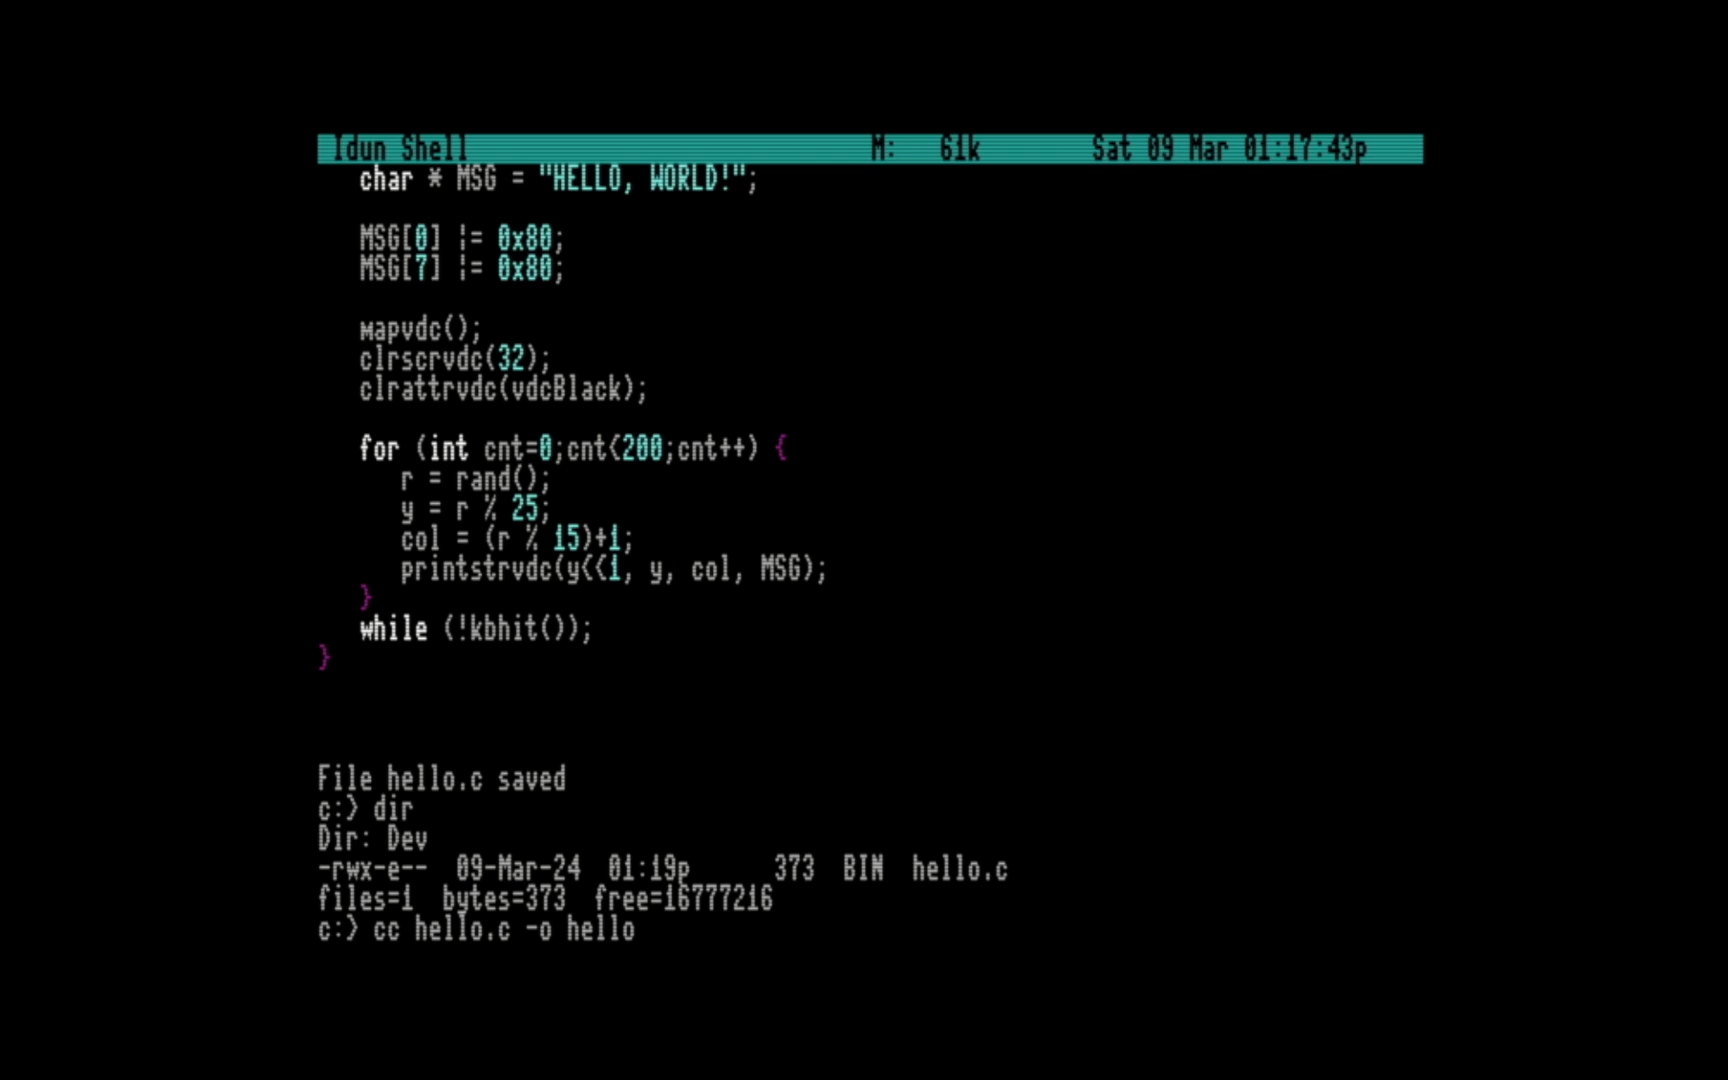 Idun Shell M: 61k Sat 09 Mar 01:17:43p
   char * MSG = "HELLO, WORLD!";

   MSG[0] |= 0x80;
   MSG[7] |= 0x80;

   mapvdc();
   clrscrvdc(32);
   clrattrvdc(vdcBlack);

   for (int cnt=0;cnt<200;cnt++) {
      r = rand();
      y = r % 25;
      col = (r % 15)+1;
      printstrvdc(y<<1, y, col, MSG);
   }
   while (!kbhit());
}

File hello.c saved
c:> dir
Dir: Dev
-rwx-e--  09-Mar-24  01:19p      373  BIN  hello.c
files=1  bytes=373  free=16777216
c:> cc hello.c -o hello